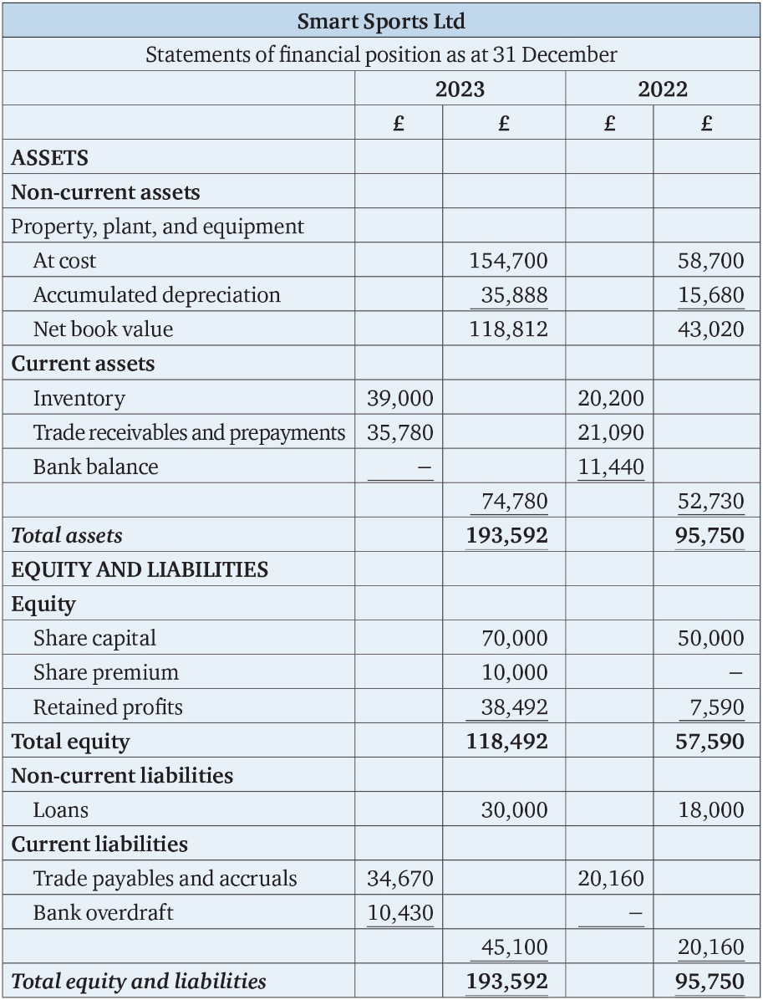 Smart Sports Ltd
Statements of financial position as at 31 December
2023 2022
£ £ £ £
ASSETS
Non-current assets
Property, plant, and equipment
At cost 154,700 58,700
Accumulated depreciation 35,888 15,680
Net book value 118,812 43,020
Current assets
Inventory 39,000 20,200
Trade receivables and prepayments 35,780 21,090
Bank balance – 11,440
74,780 52,730
Total assets 193,592 95,750
EQUITY AND LIABILITIES
Equity
Share capital 70,000 50,000
Share premium 10,000 –
Retained profits 38,492 7,590
Total equity 118,492 57,590
Non-current liabilities
Loans 30,000 18,000
Current liabilities
Trade payables and accruals 34,670 20,160
Bank overdraft 10,430 –
45,100 20,160
Total equity and liabilities 193,592 95,750